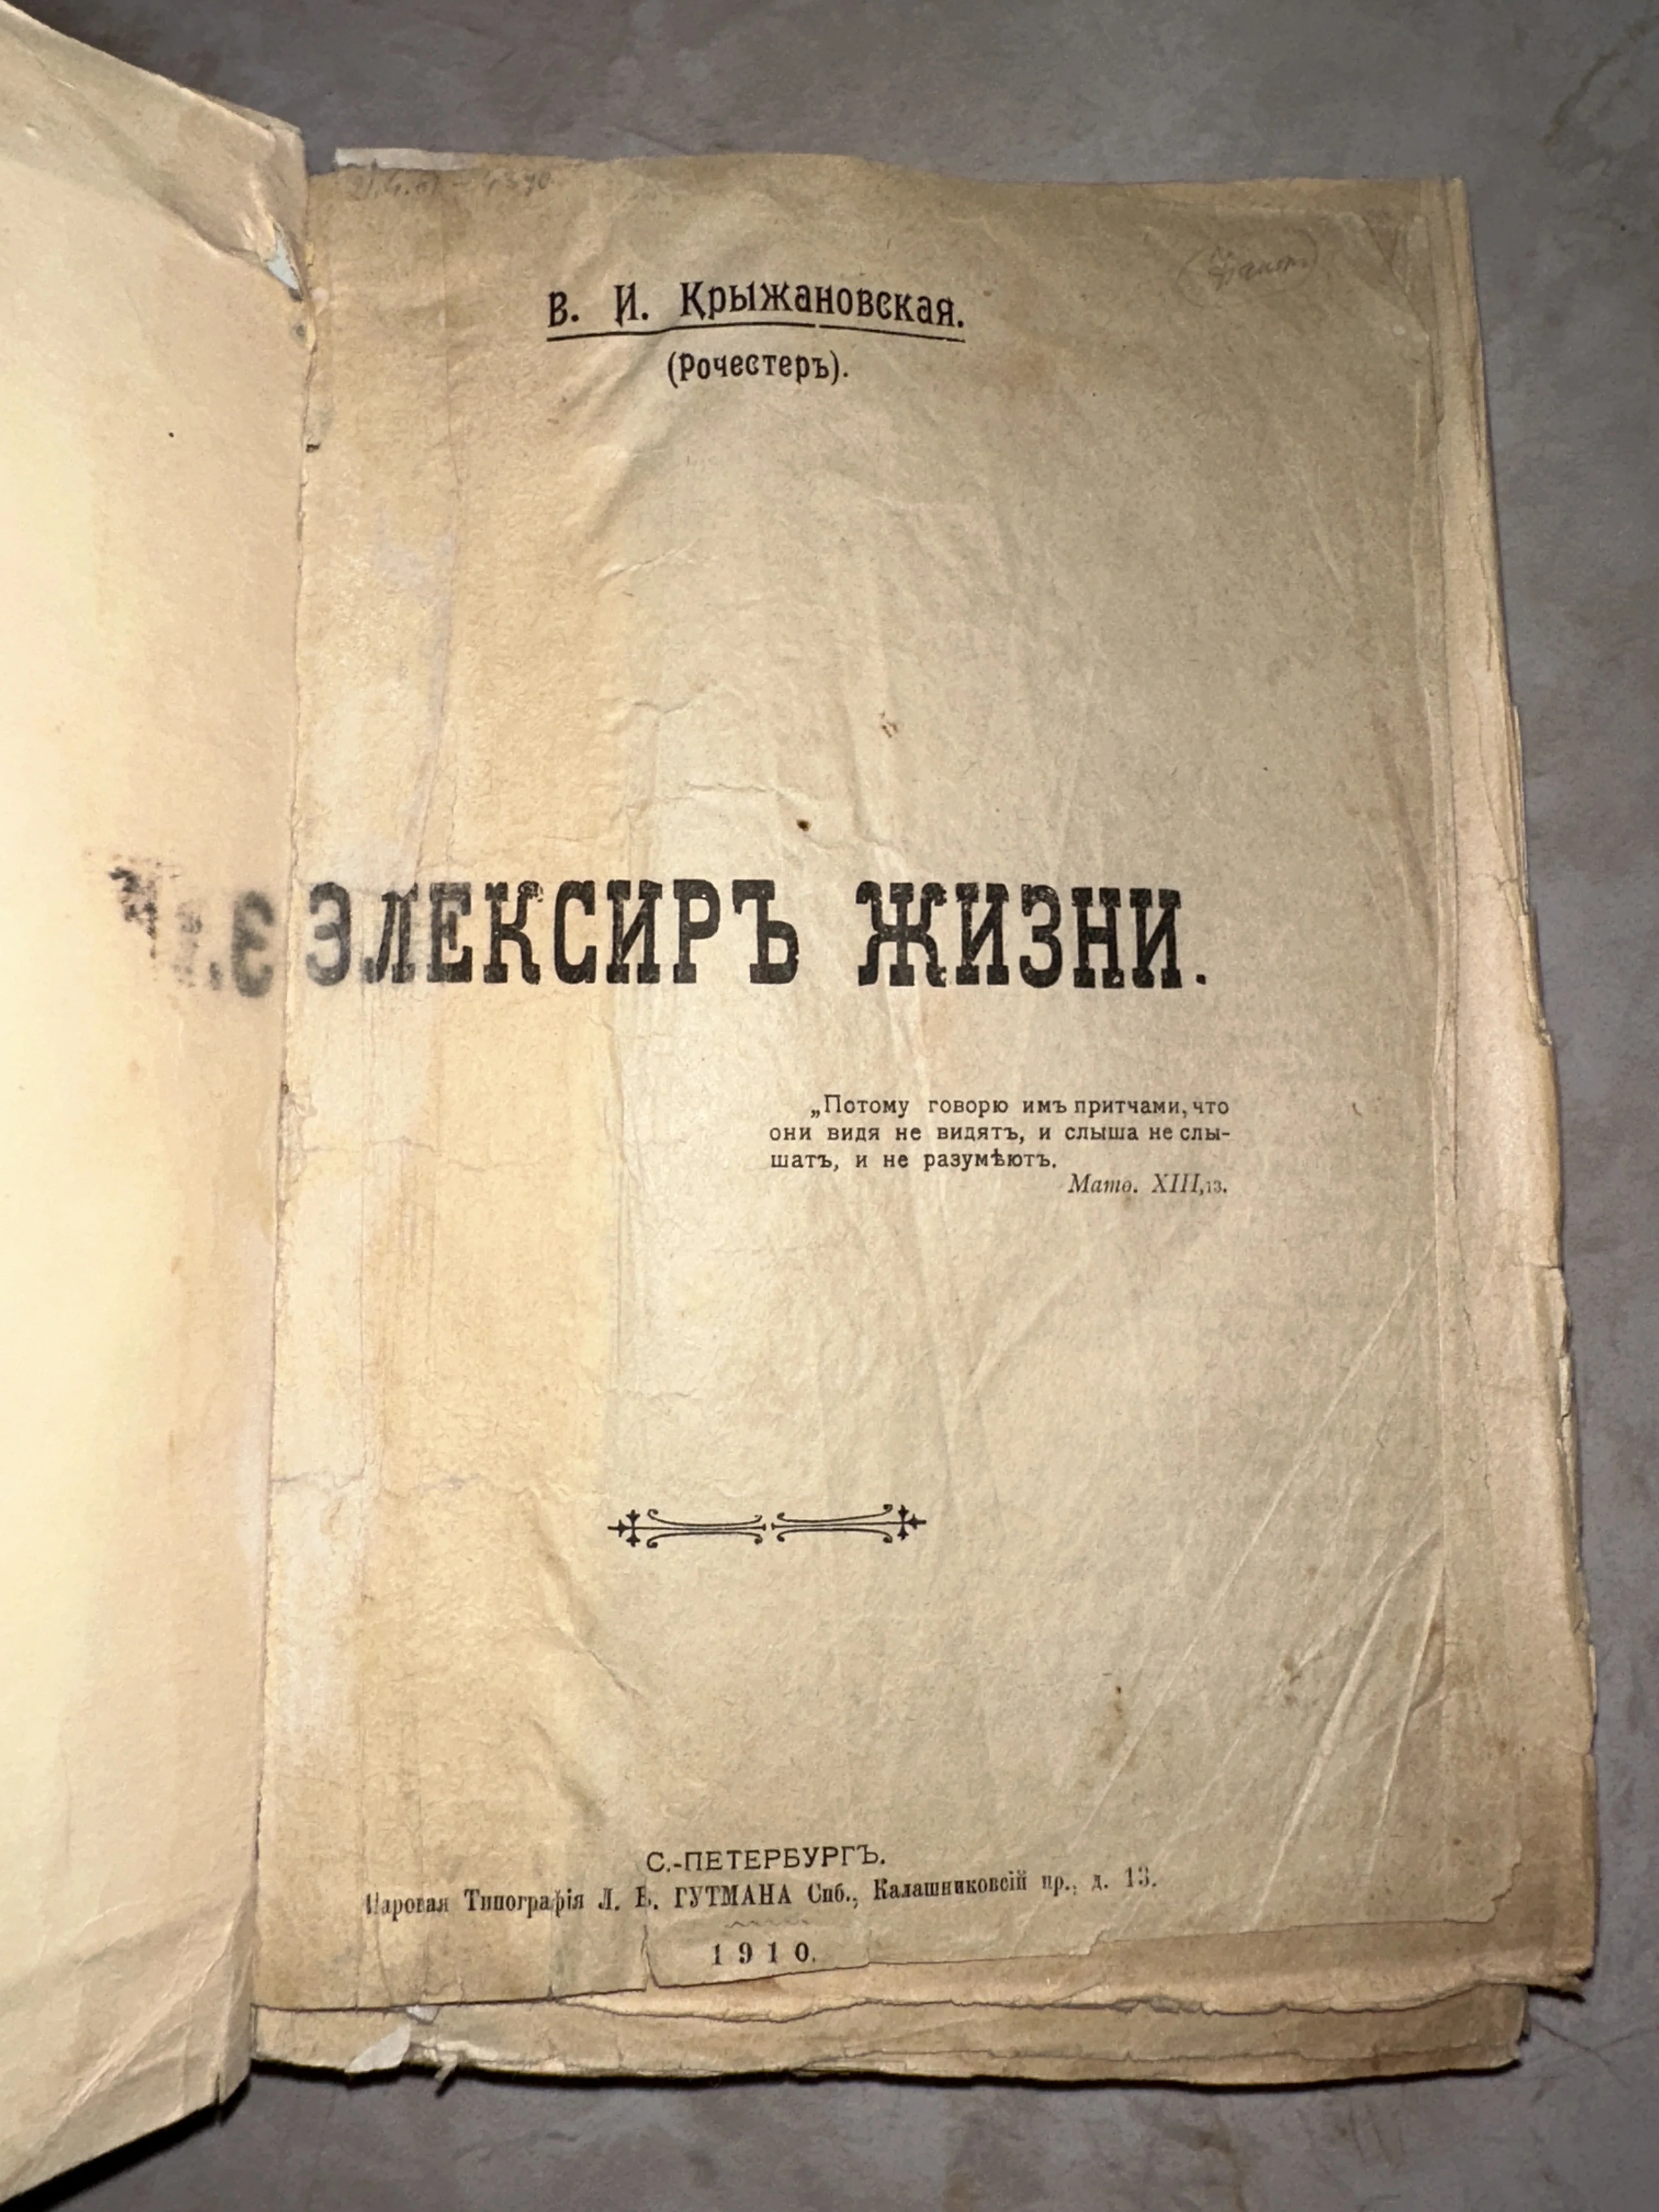 В. И. Крыжановская.
(Рочестеръ).
ЭЛЕКСИРЪ ЖИЗНИ.
„Потому говорю имъ притчами, что
они видя не видятъ, и слыша не слы-
шатъ, и не разумѣютъ.
Матѳ. XIII,13.
С.-ПЕТЕРБУРГЪ.
Паровая Типографія Л. В. ГУТМАНА Спб., Калашниковсій пр., д. 13.
1910.